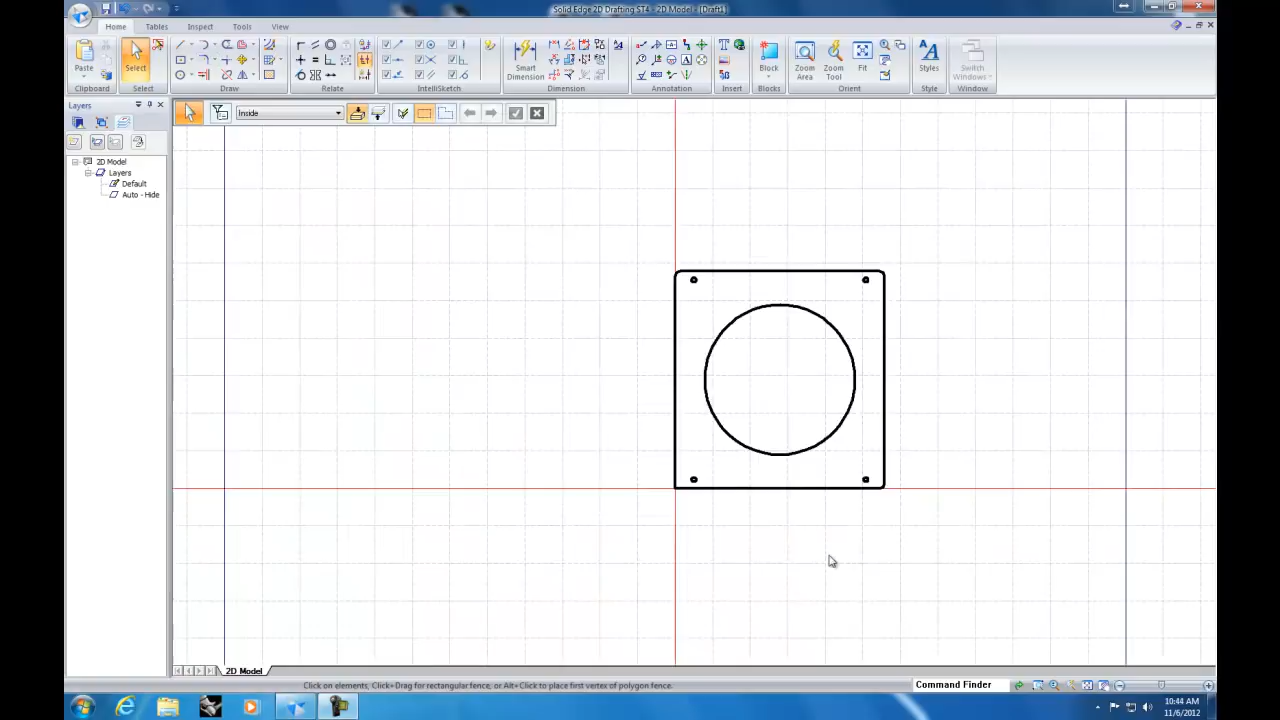 Solid Edge 2D Drafting ST4 - 2D Model - [Draft1]
Home Tables Inspect Tools View
Paste
Select
Smart
Dimension
Text
Block
Zoom
Area
Zoom
Tool
Fit
Styles
Switch
Windows
Clipboard Select Draw Relate IntelliSketch Dimension Annotation Insert Blocks Orient Style Window
Layers
Inside
2D Model
Layers
Default
Auto - Hide
2D Model
Click on elements, Click+Drag for rectangular fence, or Alt+Click to place first vertex of polygon fence.
Command Finder
10:44 AM
11/6/2012